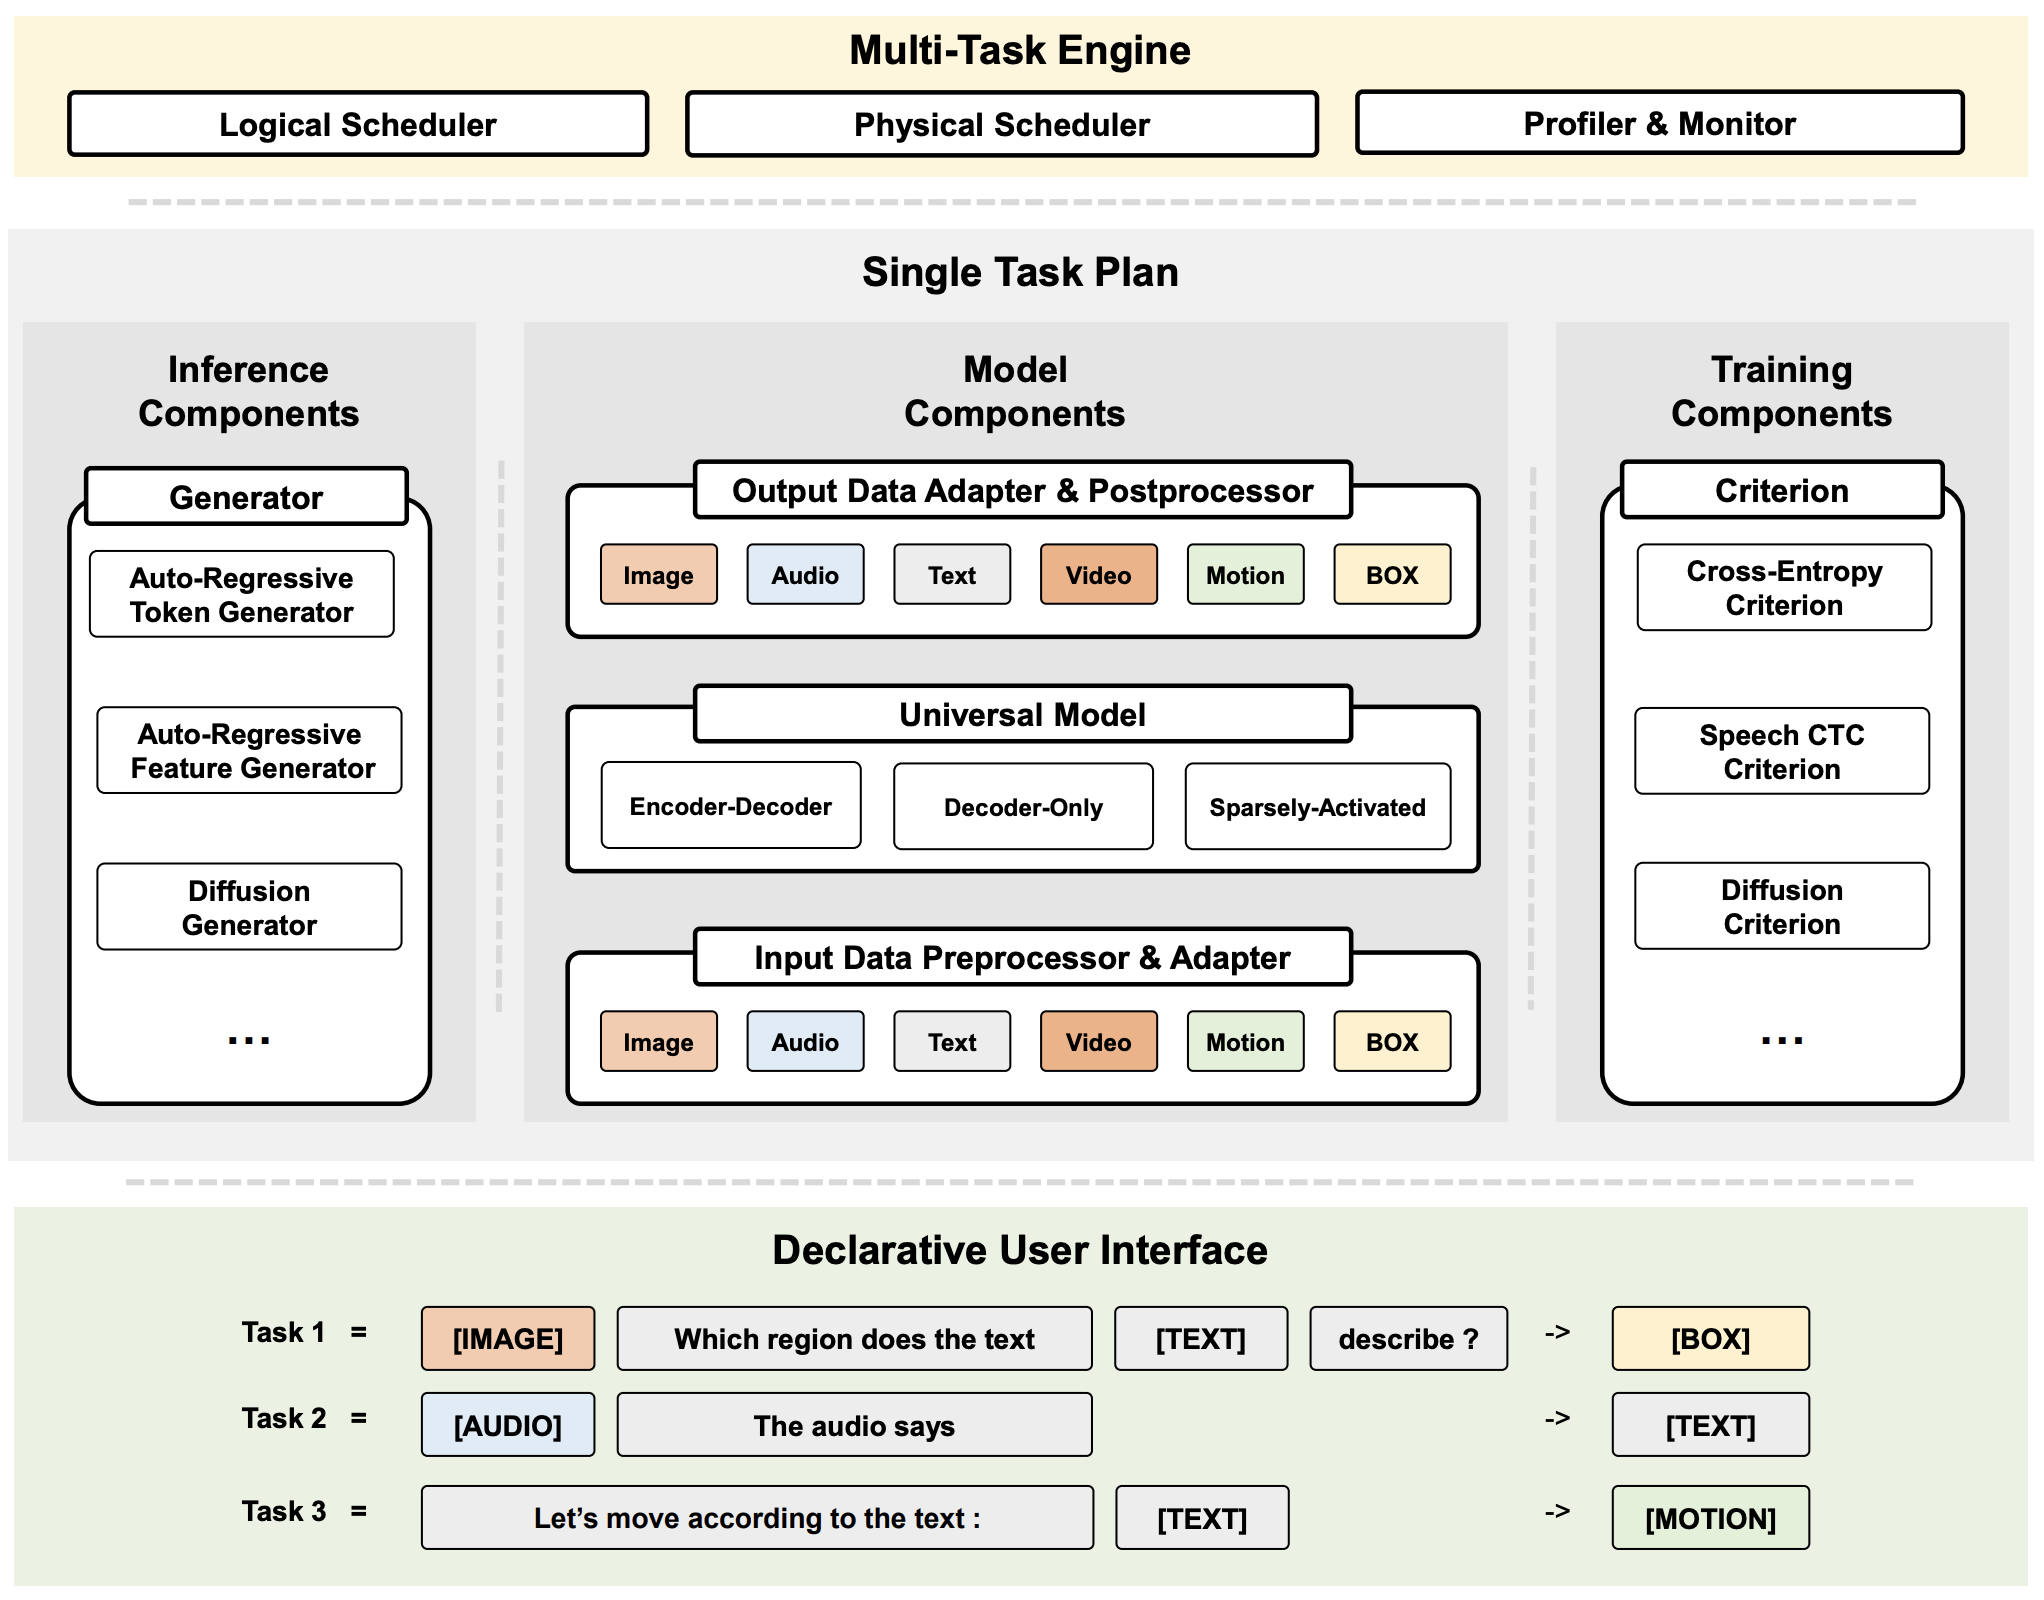 Multi-Task Engine
Logical Scheduler
Physical Scheduler
Profiler & Monitor
Single Task Plan
Inference
Components
Generator
Auto-Regressive
Token Generator
Auto-Regressive
Feature Generator
Diffusion
Generator
...
Model
Components
Output Data Adapter & Postprocessor
Image
Audio
Text
Video
Motion
BOX
Universal Model
Encoder-Decoder
Decoder-Only
Sparsely-Activated
Input Data Preprocessor & Adapter
Image
Audio
Text
Video
Motion
BOX
Training
Components
Criterion
Cross-Entropy
Criterion
Speech CTC
Criterion
Diffusion
Criterion
...
Declarative User Interface
Task 1 = [IMAGE] Which region does the text [TEXT] describe ? -> [BOX]
Task 2 = [AUDIO] The audio says -> [TEXT]
Task 3 = Let’s move according to the text : [TEXT] -> [MOTION]